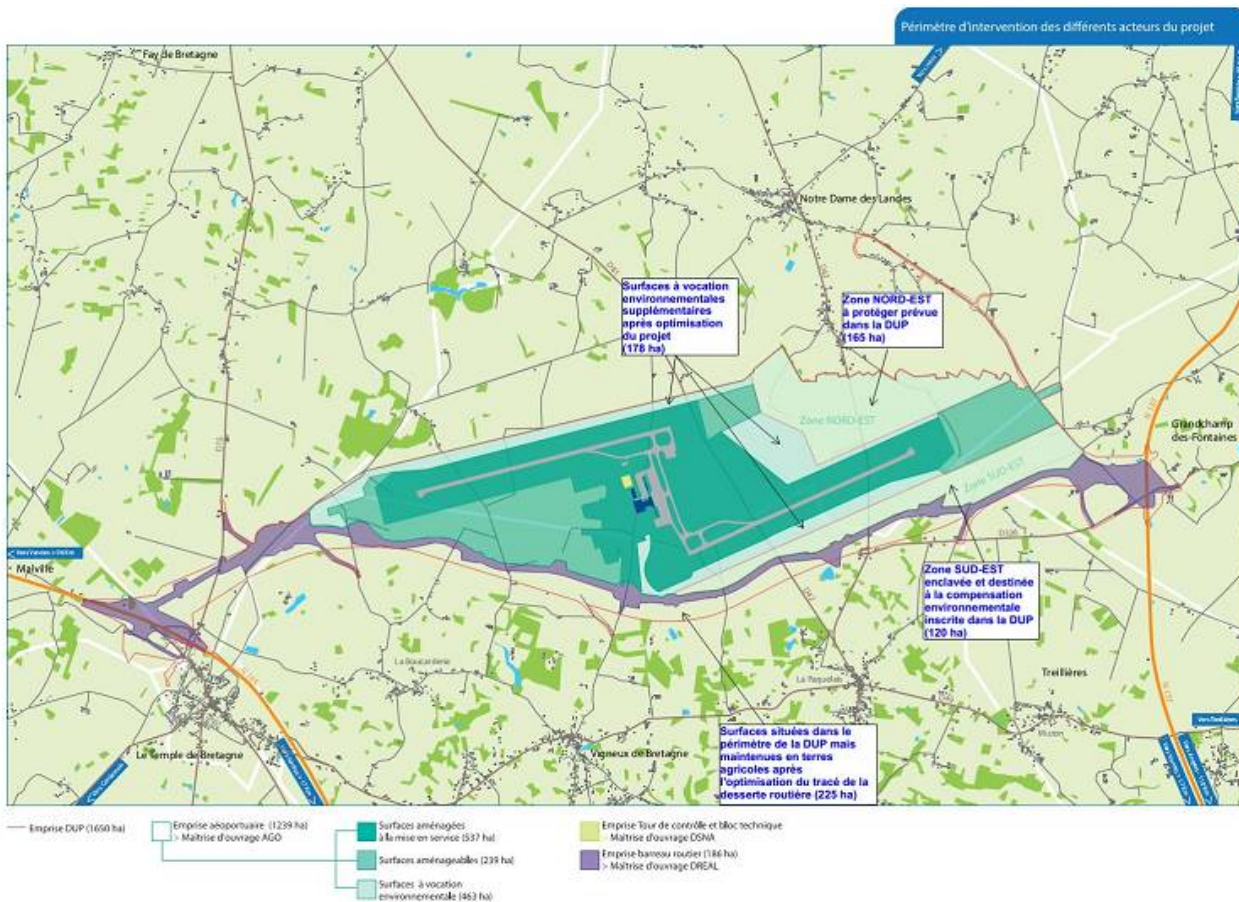 Périmètre d'intervention des différents acteurs du projet
Fay de Bretagne
Notre Dame des Landes
Surfaces à vocation
environnementales
supplémentaires
après optimisation
du projet
(178 ha)
Zone NORD-EST
à protéger prévue
dans la DUP
(165 ha)
Zone NORD-EST
Grandchamp
des-Fontaines
Zone SUD-EST
Malville
Zone SUD-EST
enclavée et destinée
à la compensation
environnementale
inscrite dans la DUP
(120 ha)
Treillières
Le Temple de Bretagne
Vigneux de Bretagne
Surfaces situées dans le
périmètre de la DUP mais
maintenues en terres
agricoles après
l'optimisation du tracé de la
desserte routière (225 ha)
Emprise DUP (1650 ha)
Emprise aéroportuaire (1239 ha)
> Maîtrise d'ouvrage AGO
Surfaces aménagées
à la mise en service (537 ha)
Surfaces aménageables (239 ha)
Surfaces à vocation
environnementale (463 ha)
Emprise Tour de contrôle et bloc technique
- Maîtrise d'ouvrage DSNA
Emprise barreau routier (186 ha)
> Maîtrise d'ouvrage DREAL